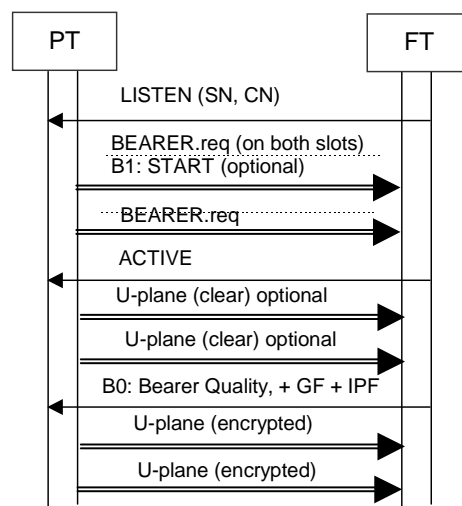 PT
FT
LISTEN (SN, CN)
BEARER.req (on both slots)
B1: START (optional)
BEARER.req
ACTIVE
U-plane (clear) optional
U-plane (clear) optional
B0: Bearer Quality, + GF + IPF
U-plane (encrypted)
U-plane (encrypted)